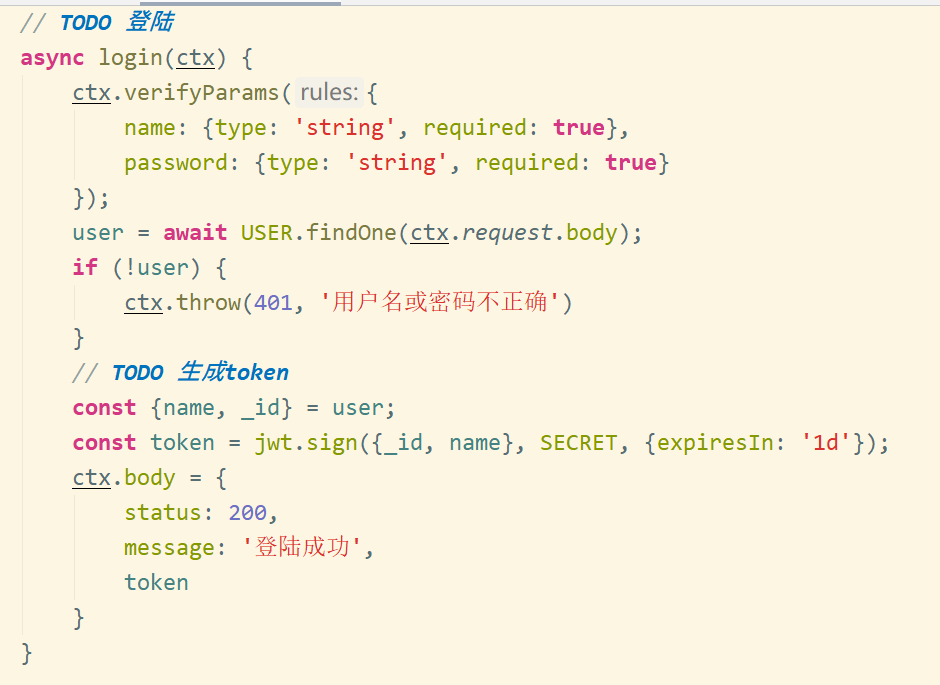 // TODO 登陆
async login(ctx) {
    ctx.verifyParams( rules: {
        name: {type: 'string', required: true},
        password: {type: 'string', required: true}
    });
    user = await USER.findOne(ctx.request.body);
    if (!user) {
        ctx.throw(401, '用户名或密码不正确')
    }
    // TODO 生成token
    const {name, _id} = user;
    const token = jwt.sign({_id, name}, SECRET, {expiresIn: '1d'});
    ctx.body = {
        status: 200,
        message: '登陆成功',
        token
    }
}